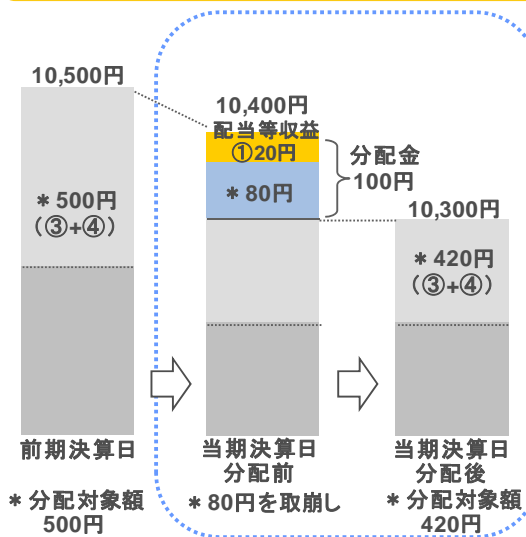 10,500円
10,400円
配当等収益
①20円
分配金
100円
＊80円
＊500円
（③+④）
10,300円
＊420円
（③+④）
前期決算日
当期決算日
分配前
当期決算日
分配後
＊分配対象額
500円
＊80円を取崩し
＊分配対象額
420円